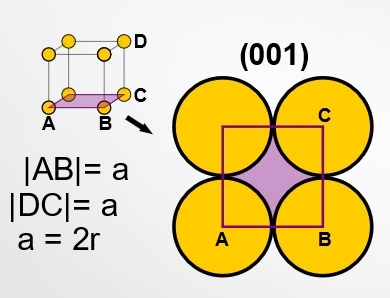 (001)
D
C
A
B
|AB|= a
|DC|= a
a = 2r
C
A
B